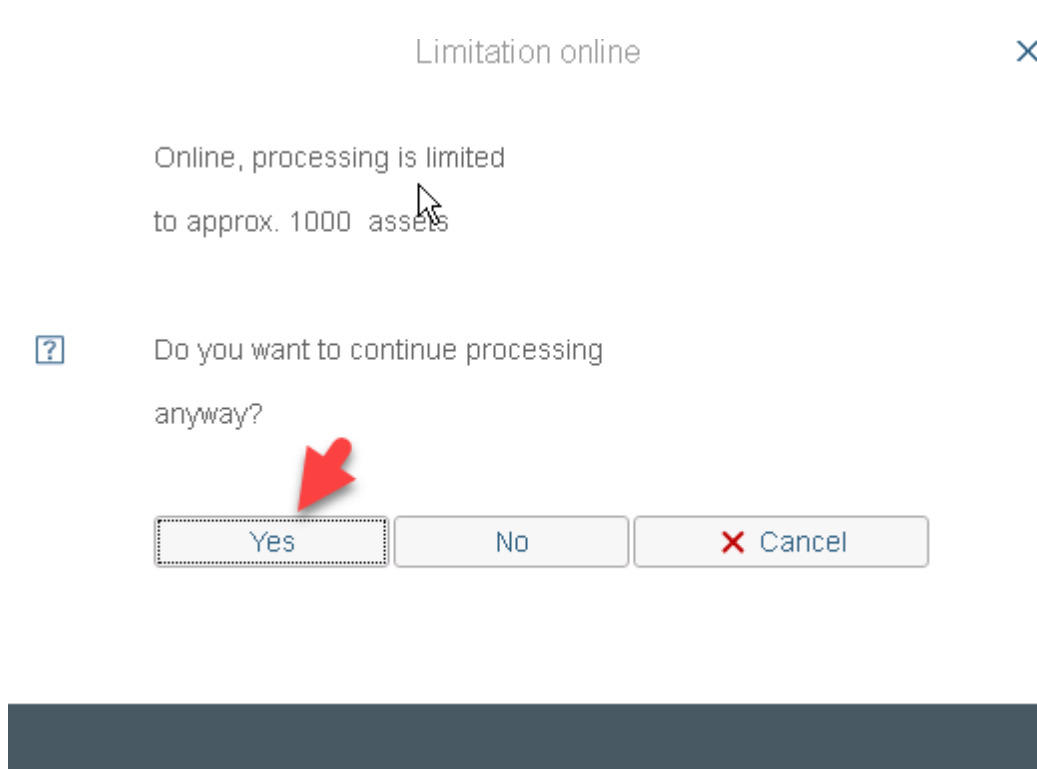 Limitation online
Online, processing is limited
to approx. 1000 assets
Do you want to continue processing
anyway?
Yes No Cancel